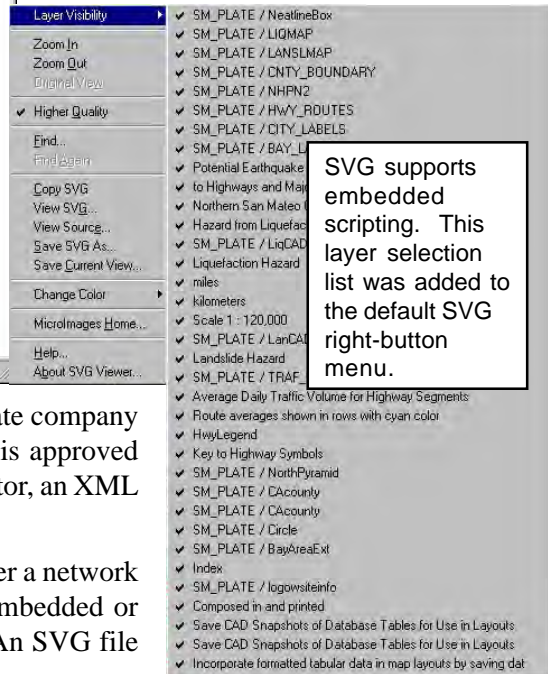 Layer Visibility
Zoom In
Zoom Out
Original View
Higher Quality
Find...
Find Again
Copy SVG
View SVG...
View Source...
Save SVG As...
Save Current View...
Change Color
MicroImages Home...
Help...
About SVG Viewer...
SM_PLATE / NeatlineBox
SM_PLATE / LIQMAP
SM_PLATE / LANSLMAP
SM_PLATE / CNTY_BOUNDARY
SM_PLATE / NHPN2
SM_PLATE / HWY_ROUTES
SM_PLATE / CITY_LABELS
SM_PLATE / BAY_L
Potential Earthquake
to Highways and Majo
Northern San Mateo
Hazard from Liquefac
SM_PLATE / LiqCAD
Liquefaction Hazard
miles
kilometers
Scale 1 : 120,000
SM_PLATE / LanCAD
Landslide Hazard
SM_PLATE / TRAF_
Average Daily Traffic Volume for Highway Segments
Route averages shown in rows with cyan color
HwyLegend
Key to Highway Symbols
SM_PLATE / NorthPyramid
SM_PLATE / CAcounty
SM_PLATE / CAcounty
SM_PLATE / Circle
SM_PLATE / BayAreaExt
Index
SM_PLATE / logowsiteinfo
Composed in and printed
Save CAD Snapshots of Database Tables for Use in Layouts
Save CAD Snapshots of Database Tables for Use in Layouts
Incorporate formatted tabular data in map layouts by saving dat
SVG supports
embedded
scripting. This
layer selection
list was added to
the default SVG
right-button
menu.
ate company
is approved
tor, an XML
er a network
mbedded or
An SVG file